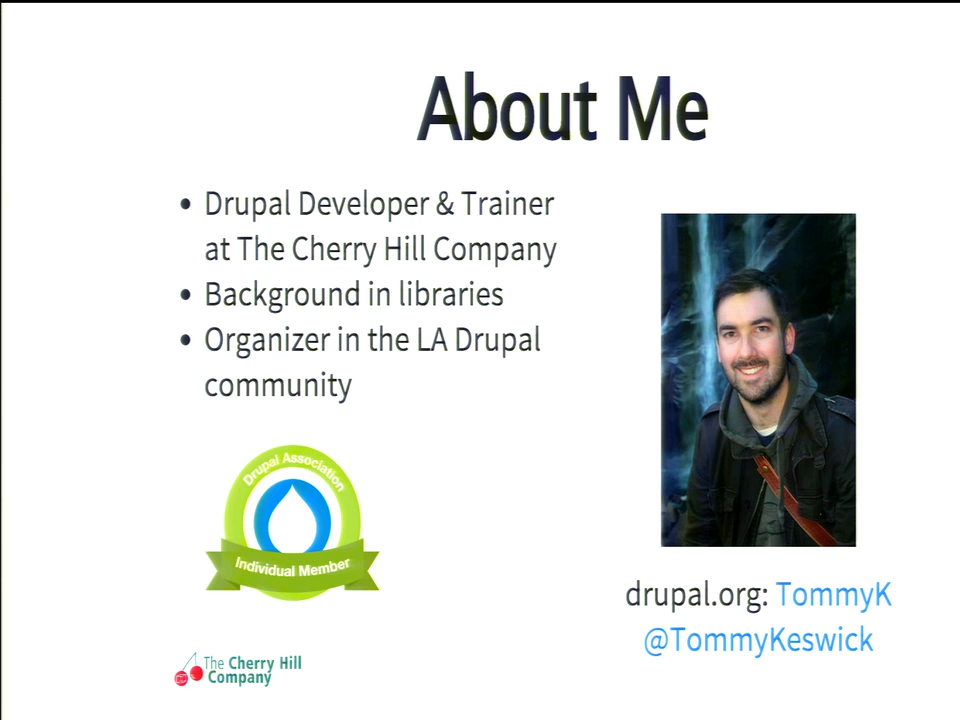 About Me
• Drupal Developer & Trainer
at The Cherry Hill Company
• Background in libraries
• Organizer in the LA Drupal
community
Drupal Association
Individual Member
drupal.org: TommyK
@TommyKeswick
The Cherry Hill
Company